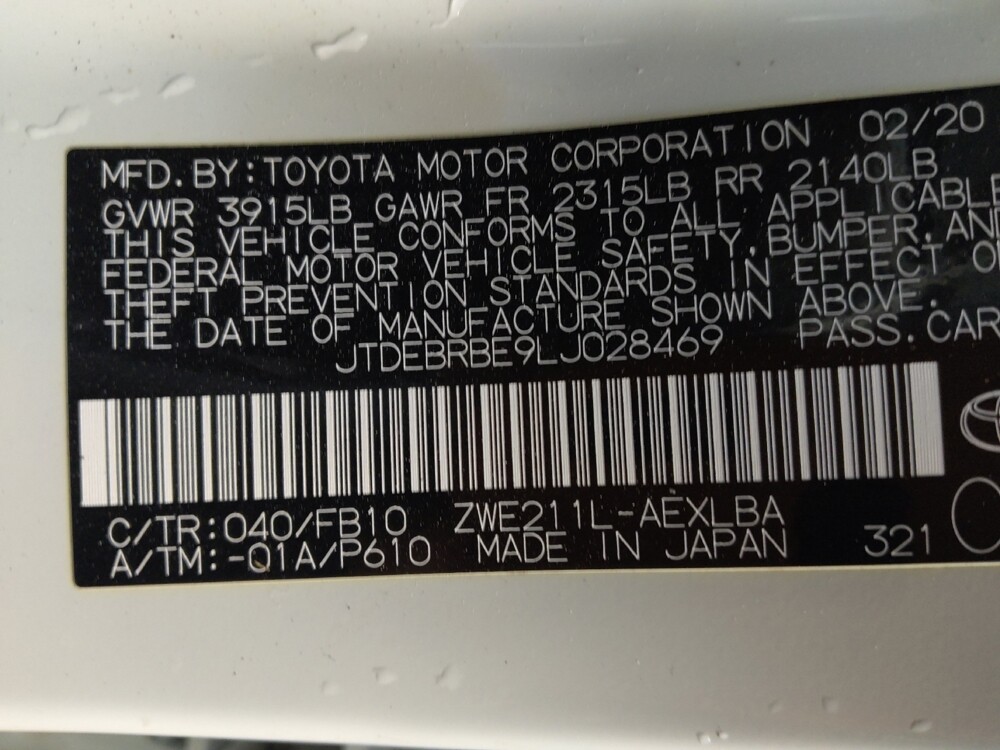 MFD.BY:TOYOTA MOTOR CORPORATION 02/20
GVWR 3915LB GAWR FR 2315LB RR 2140LB
THIS VEHICLE CONFORMS TO ALL APPLICABLE
FEDERAL MOTOR VEHICLE SAFETY,BUMPER,AND
THEFT PREVENTION STANDARDS IN EFFECT O
THE DATE OF MANUFACTURE SHOWN ABOVE.
JTDEBRBE9LJ028469 PASS.CAR
C/TR:040/FB10 ZWE211L-AEXLBA
A/TM:-01A/P610 MADE IN JAPAN 321